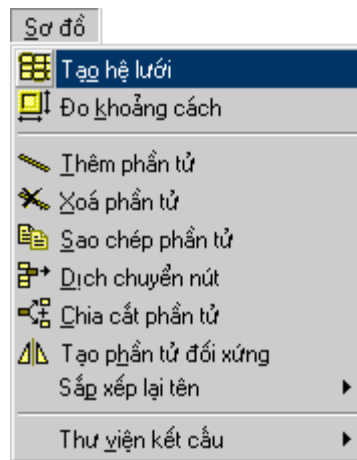 Sơ đồ
Tạo hệ lưới
Đo khoảng cách
Thêm phần tử
Xoá phần tử
Sao chép phần tử
Dịch chuyển nút
Chia cắt phần tử
Tạo phần tử đối xứng
Sắp xếp lại tên
Thư viện kết cấu